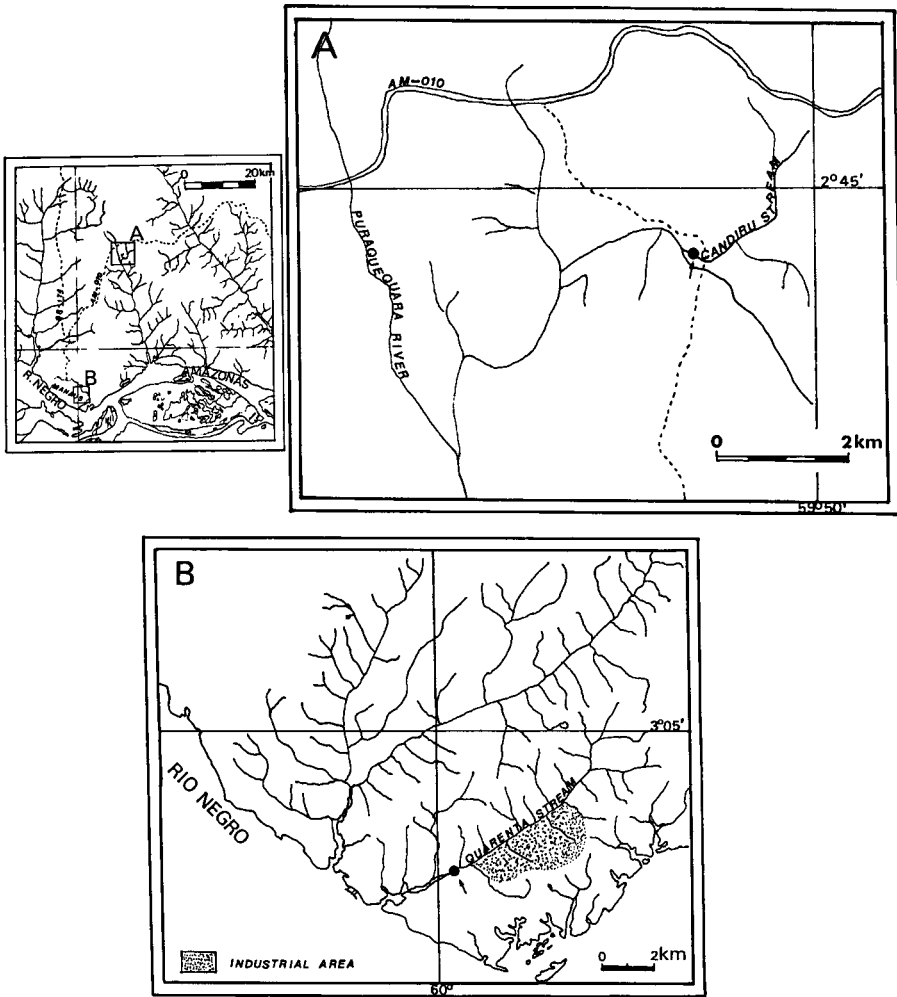 0 20km
A
B
R. NEGRO
MANAUS
AMAZONAS
A
AM-010
2°45'
PURAQUEQUARA RIVER
CANDIRU STREAM
0 2km
59°50'
B
3°05'
RIO NEGRO
QUARENTA STREAM
INDUSTRIAL AREA
0 2km
60°